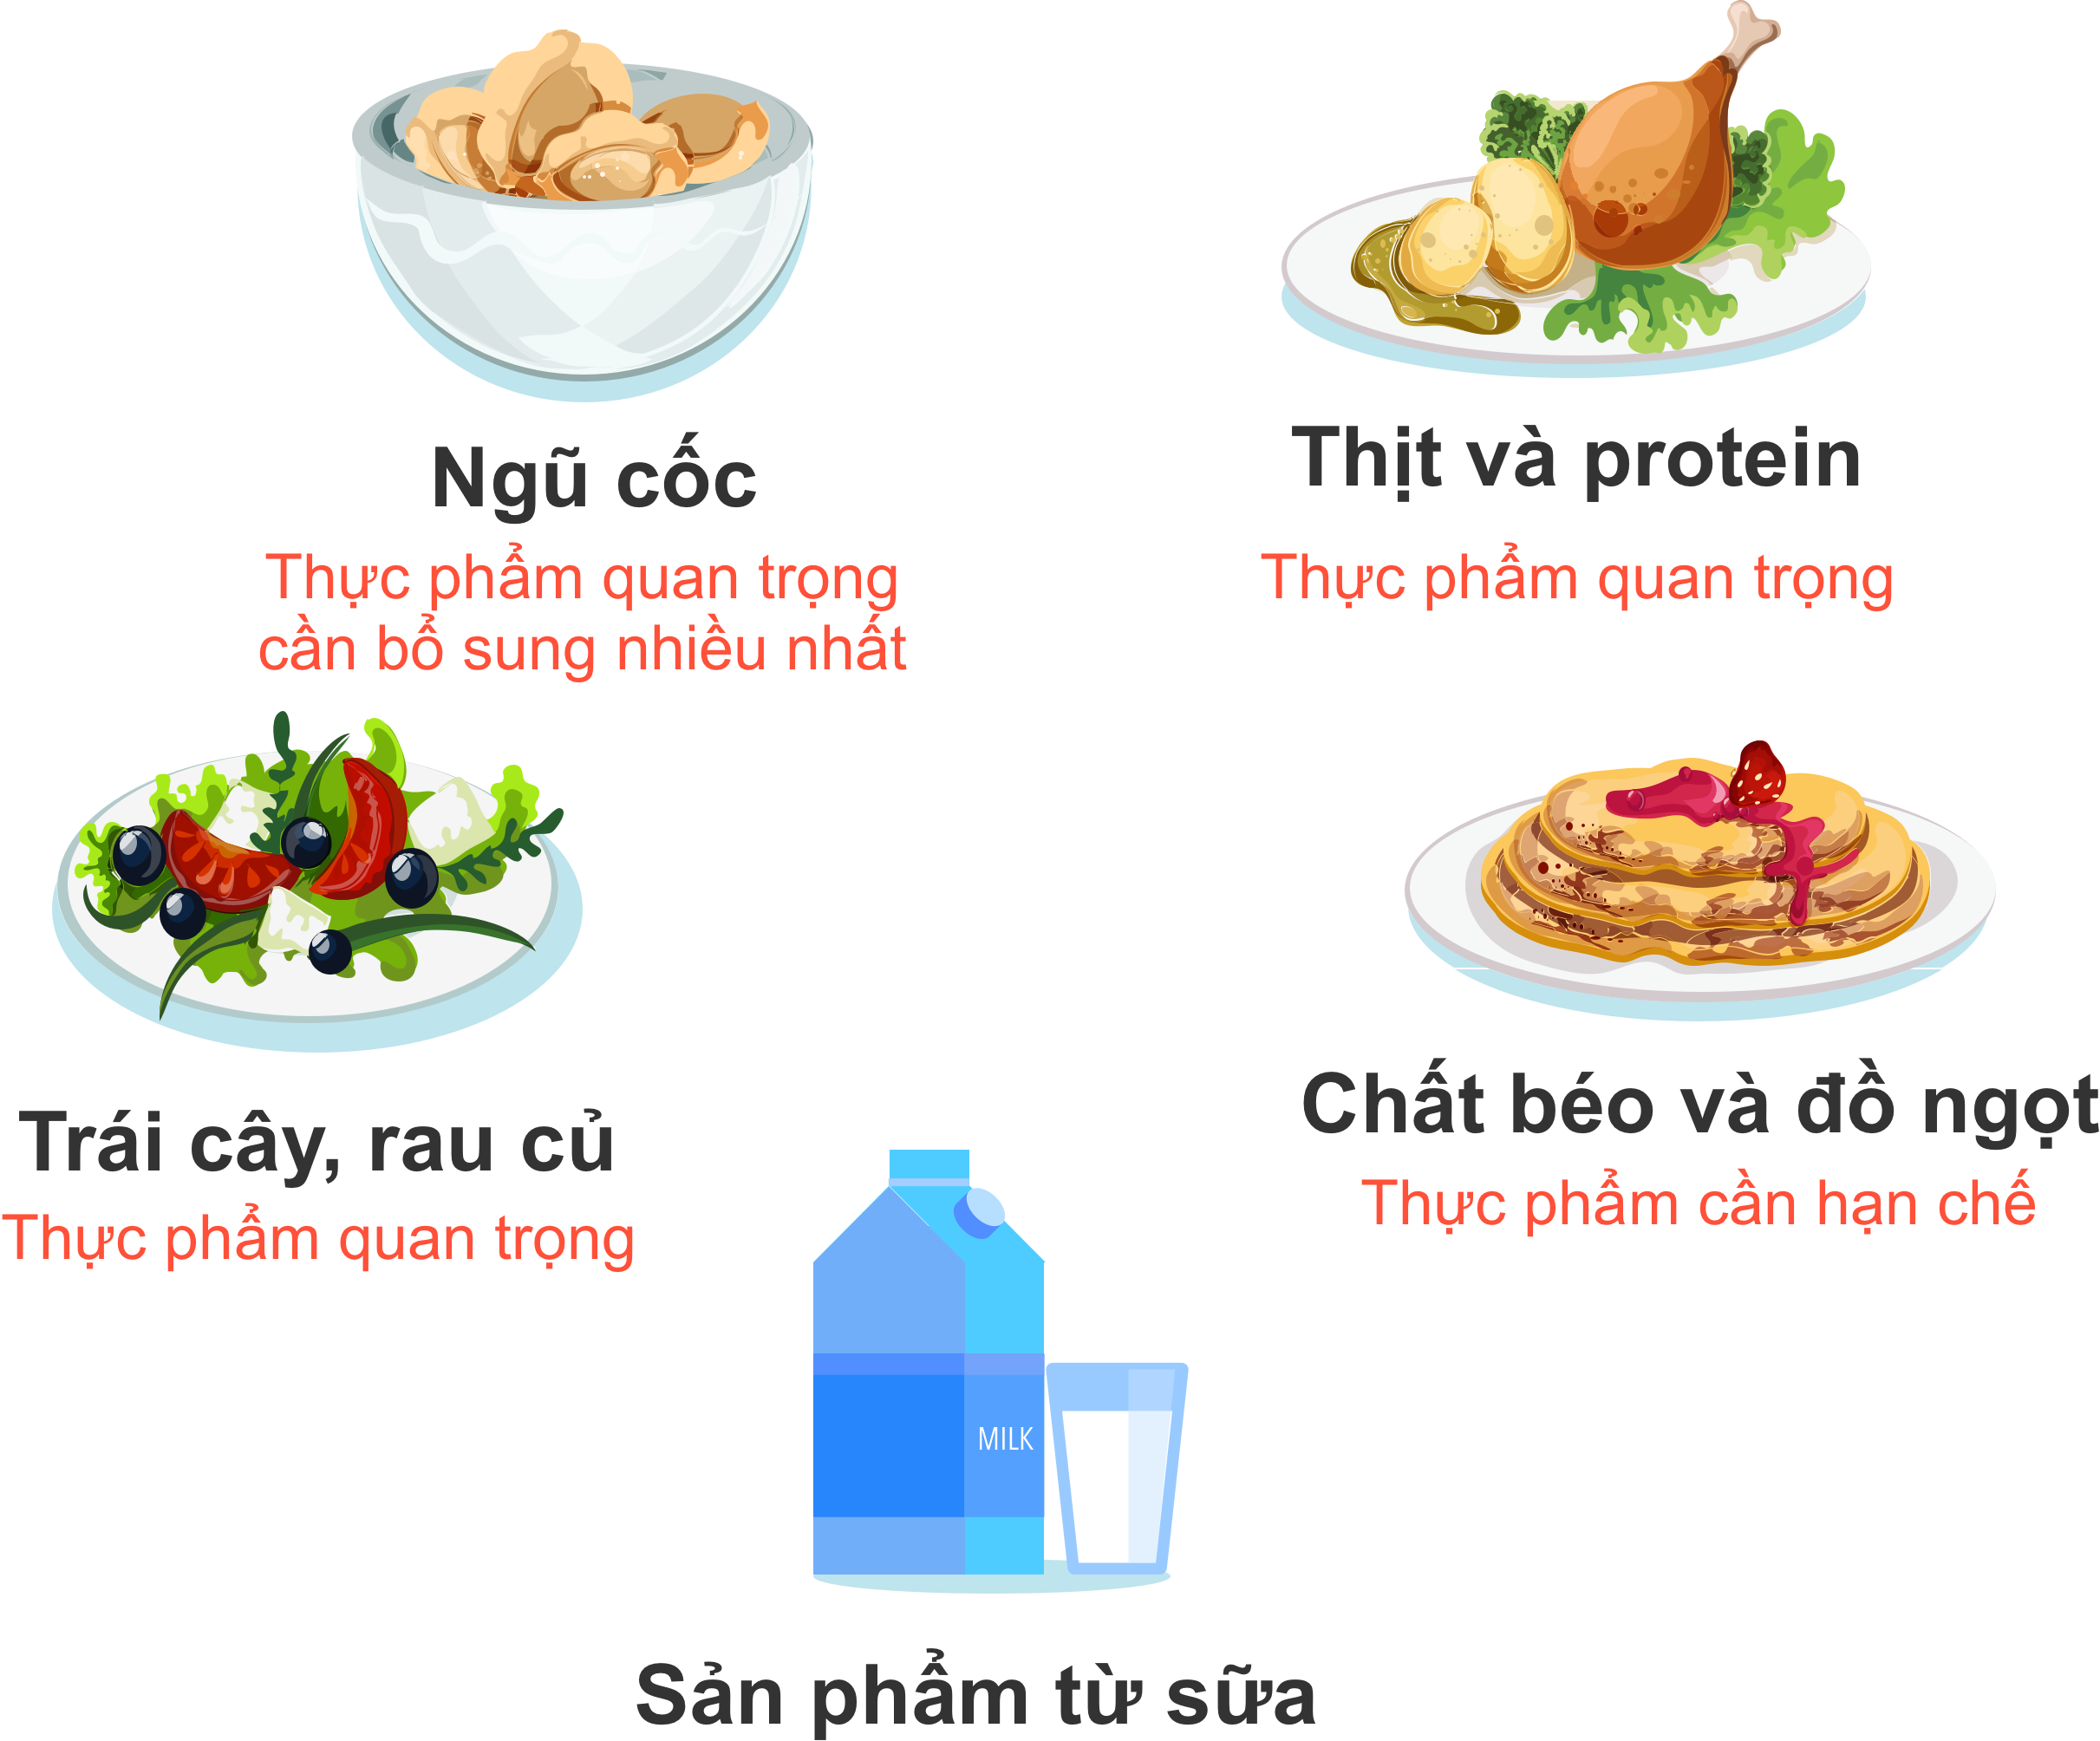 Ngũ cốc
Thực phẩm quan trọng
cần bổ sung nhiều nhất
Thịt và protein
Thực phẩm quan trọng
Trái cây, rau củ
Thực phẩm quan trọng
Chất béo và đồ ngọt
Thực phẩm cần hạn chế
MILK
Sản phẩm từ sữa